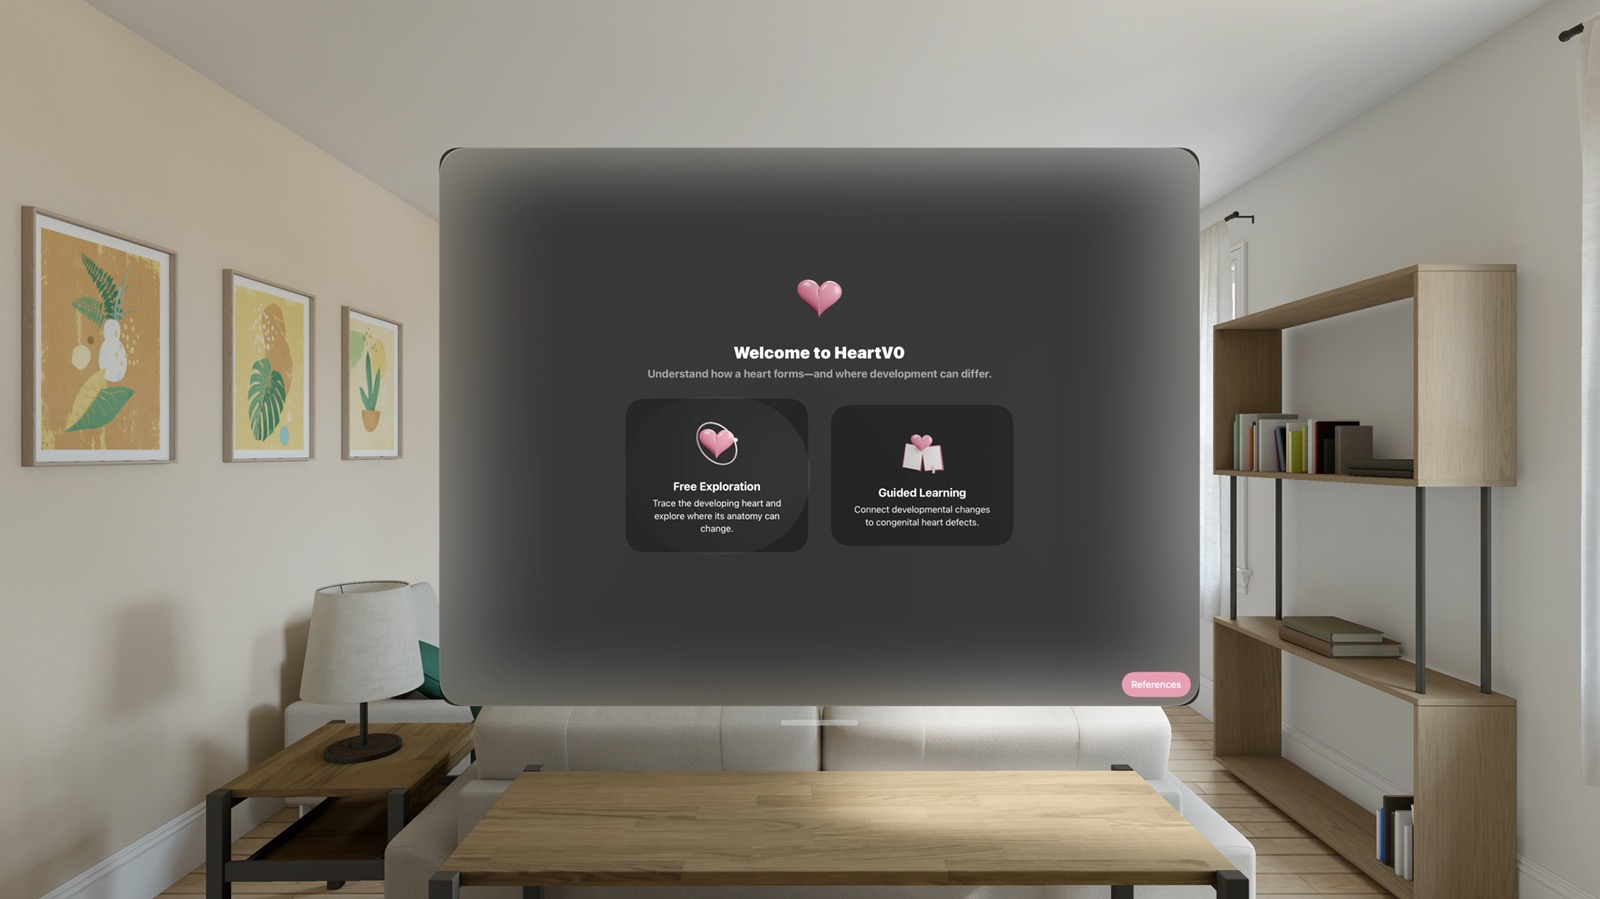 Welcome to HeartV0
Understand how a heart forms—and where development can differ.
Free Exploration
Trace the developing heart and
explore where its anatomy can
change.
Guided Learning
Connect developmental changes
to congenital heart defects.
References